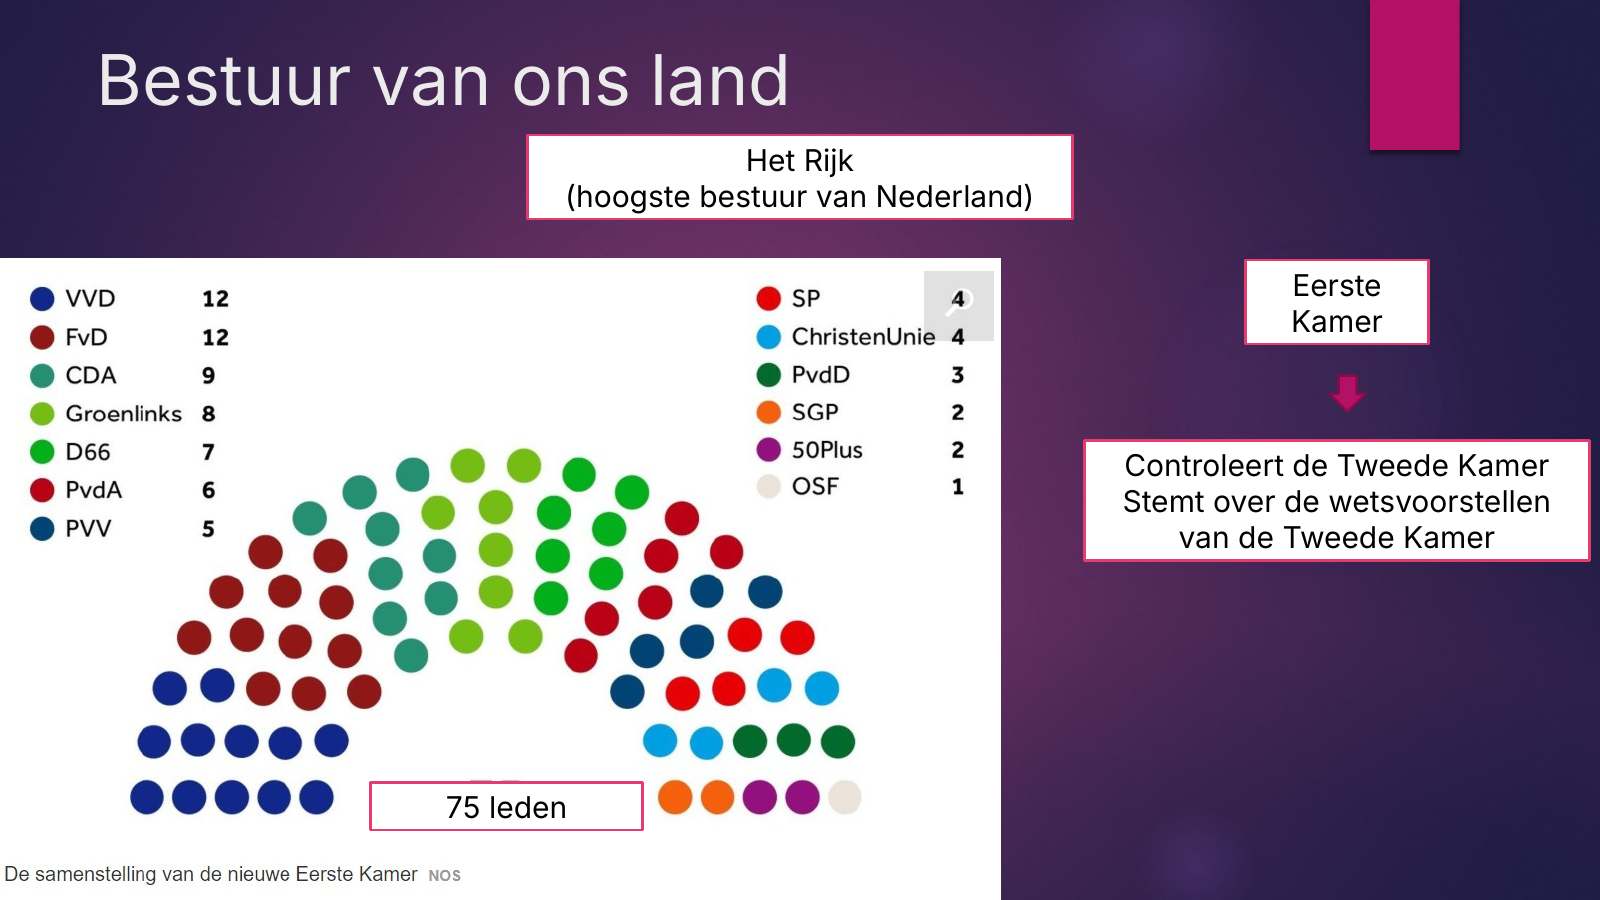 Bestuur van ons land
Het Rijk
(hoogste bestuur van Nederland)
VVD 12
FvD 12
CDA 9
Groenlinks 8
D66 7
PvdA 6
PVV 5
SP 4
ChristenUnie 4
PvdD 3
SGP 2
50Plus 2
OSF 1
75 leden
De samenstelling van de nieuwe Eerste Kamer NOS
Eerste
Kamer
Controleert de Tweede Kamer
Stemt over de wetsvoorstellen
van de Tweede Kamer